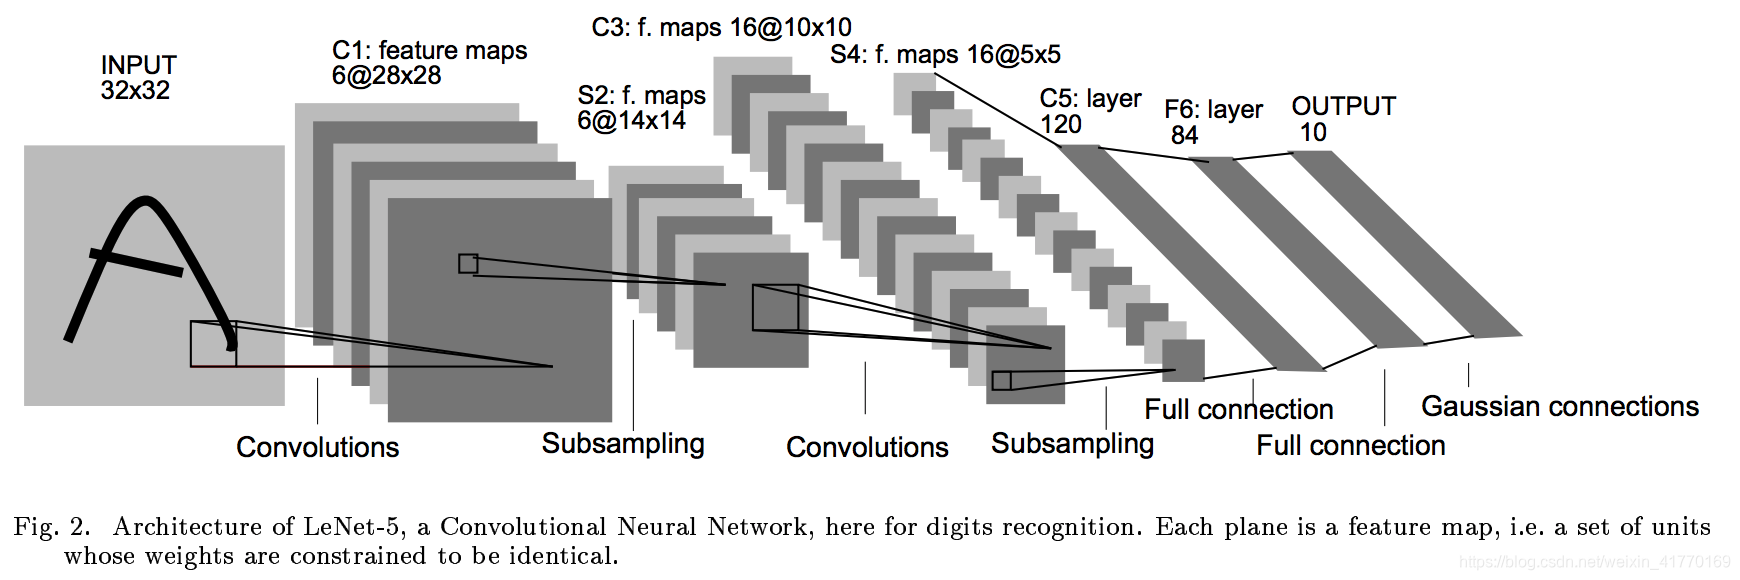 INPUT
32x32
C1: feature maps
6@28x28
S2: f. maps
6@14x14
C3: f. maps 16@10x10
S4: f. maps 16@5x5
C5: layer
120
F6: layer
84
OUTPUT
10
Convolutions
Subsampling
Convolutions
Subsampling
Full connection
Full connection
Gaussian connections
Fig. 2. Architecture of LeNet-5, a Convolutional Neural Network, here for digits recognition. Each plane is a feature map, i.e. a set of units
whose weights are constrained to be identical.
https://blog.csdn.net/weixin_41770169